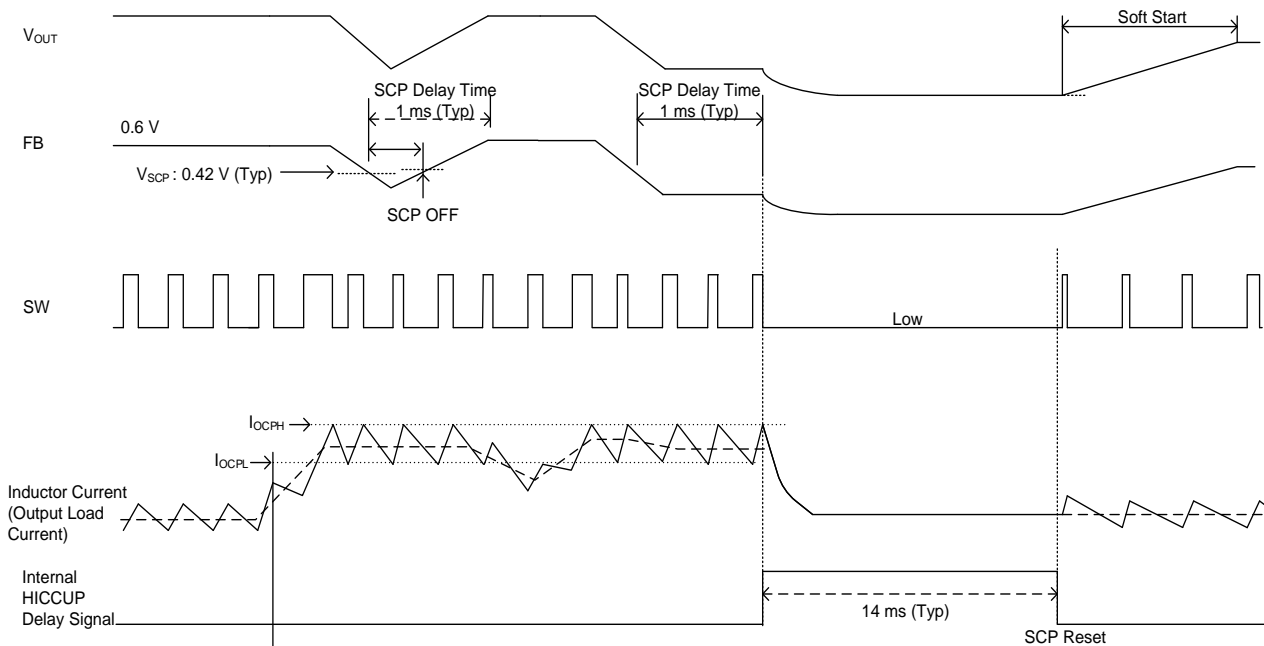 Soft Start
VOUT
SCP Delay Time
1 ms (Typ)
SCP Delay Time
1 ms (Typ)
0.6 V
FB
VSCP : 0.42 V (Typ)
SCP OFF
SW
Low
IOCPH
IOCPL
Inductor Current
(Output Load
Current)
Internal
HICCUP
Delay Signal
14 ms (Typ)
SCP Reset